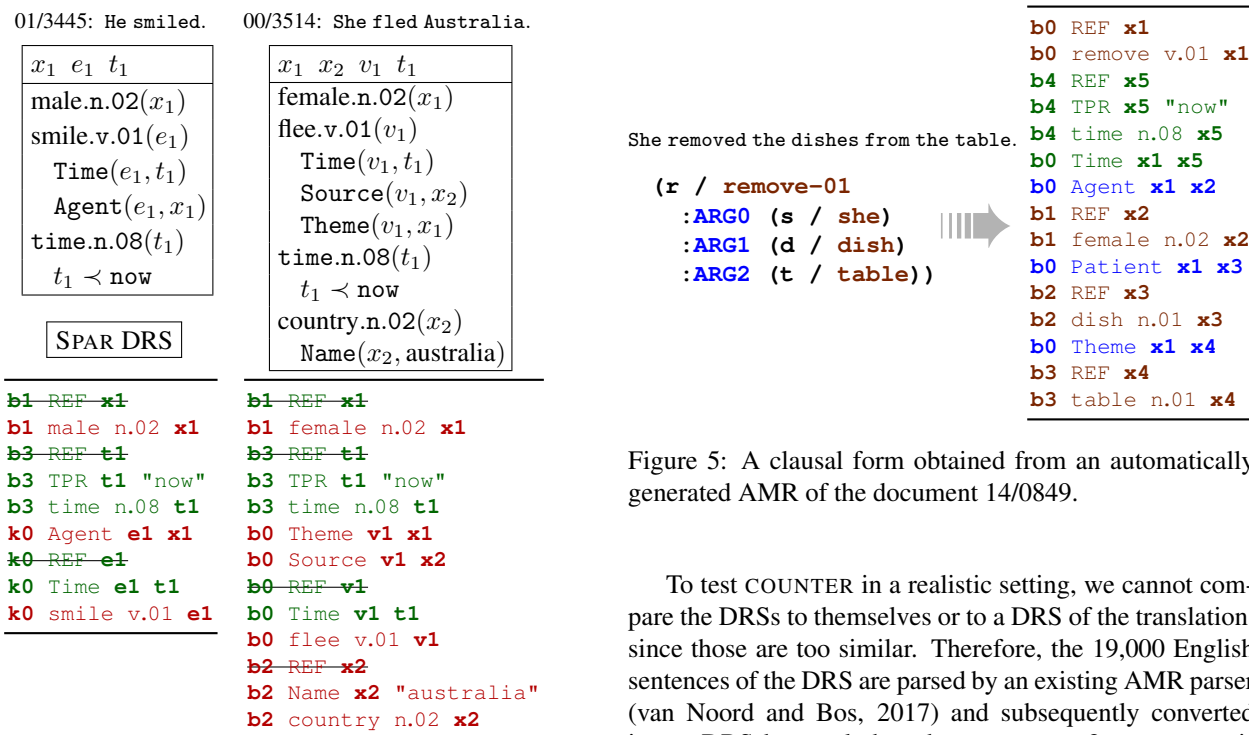 01/3445: He smiled.
x1 e1 t1
male.n.02(x1)
smile.v.01(e1)
Time(e1, t1)
Agent(e1, x1)
time.n.08(t1)
t1 ≺ now
SPAR DRS
b1 REF x1
b1 male n.02 x1
b3 REF t1
b3 TPR t1 "now"
b3 time n.08 t1
k0 Agent e1 x1
k0 REF e1
k0 Time e1 t1
k0 smile v.01 e1
00/3514: She fled Australia.
x1 x2 v1 t1
female.n.02(x1)
flee.v.01(v1)
Time(v1, t1)
Source(v1, x2)
Theme(v1, x1)
time.n.08(t1)
t1 ≺ now
country.n.02(x2)
Name(x2, australia)
b1 REF x1
b1 female n.02 x1
b3 REF t1
b3 TPR t1 "now"
b3 time n.08 t1
b0 Theme v1 x1
b0 Source v1 x2
b0 REF v1
b0 Time v1 t1
b0 flee v.01 v1
b2 REF x2
b2 Name x2 "australia"
b2 country n.02 x2
She removed the dishes from the table.
(r / remove-01
:ARG0 (s / she)
:ARG1 (d / dish)
:ARG2 (t / table))
b0 REF x1
b0 remove v.01 x1
b4 REF x5
b4 TPR x5 "now"
b4 time n.08 x5
b0 Time x1 x5
b0 Agent x1 x2
b1 REF x2
b1 female n.02 x2
b0 Patient x1 x3
b2 REF x3
b2 dish n.01 x3
b0 Theme x1 x4
b3 REF x4
b3 table n.01 x4
Figure 5: A clausal form obtained from an automatically
generated AMR of the document 14/0849.
To test COUNTER in a realistic setting, we cannot com-
pare the DRSs to themselves or to a DRS of the translation,
since those are too similar. Therefore, the 19,000 English
sentences of the DRS are parsed by an existing AMR parser
(van Noord and Bos, 2017) and subsequently converted